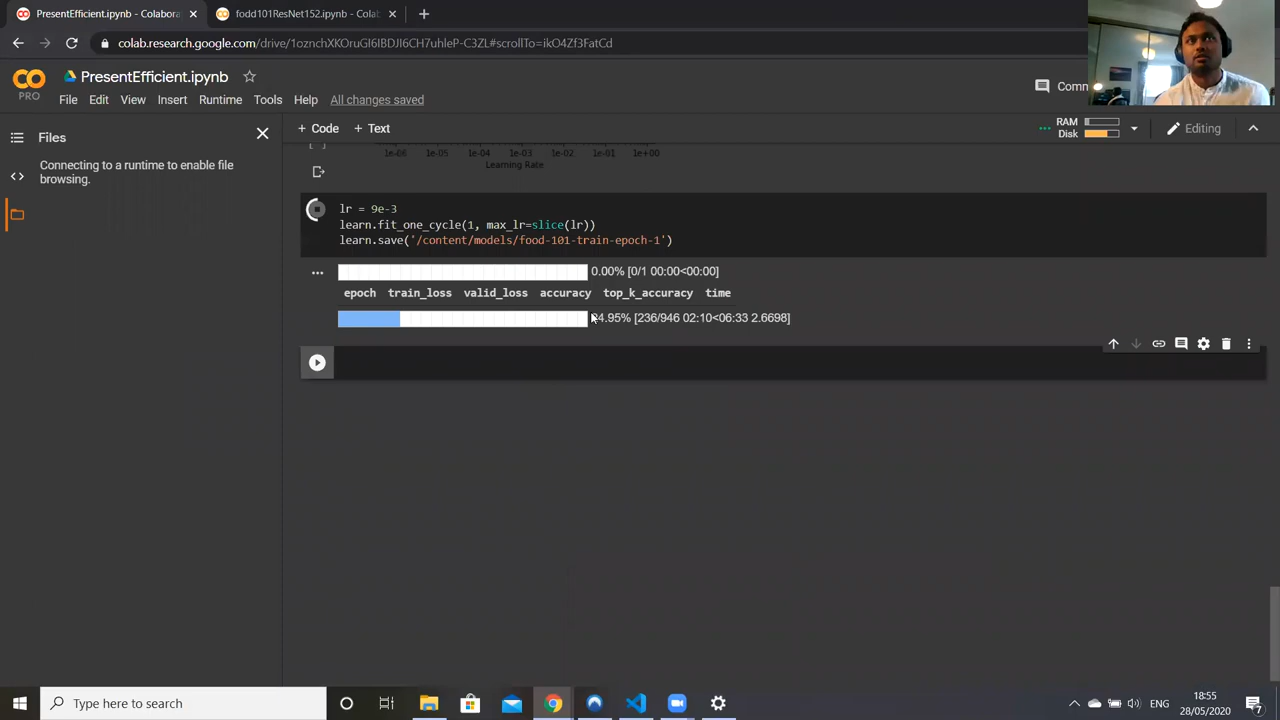 PresentEfficient.ipynb - Colabora
fodd101ResNet152.ipynb - Colab
colab.research.google.com/drive/1oznchXKOruGI6IBDJI6CH7uhleP-C3ZL#scrollTo=ikO4Zf3FatCd
PRO
PresentEfficient.ipynb
File Edit View Insert Runtime Tools Help All changes saved
Comm
Files
+ Code + Text
RAM
Disk
Editing
Connecting to a runtime to enable file
browsing.
1e-06 1e-05 1e-04 1e-03 1e-02 1e-01 1e+00
Learning Rate
lr = 9e-3
learn.fit_one_cycle(1, max_lr=slice(lr))
learn.save('/content/models/food-101-train-epoch-1')
0.00% [0/1 00:00<00:00]
epoch train_loss valid_loss accuracy top_k_accuracy time
4.95% [236/946 02:10<06:33 2.6698]
Type here to search
ENG
18:55
28/05/2020
7